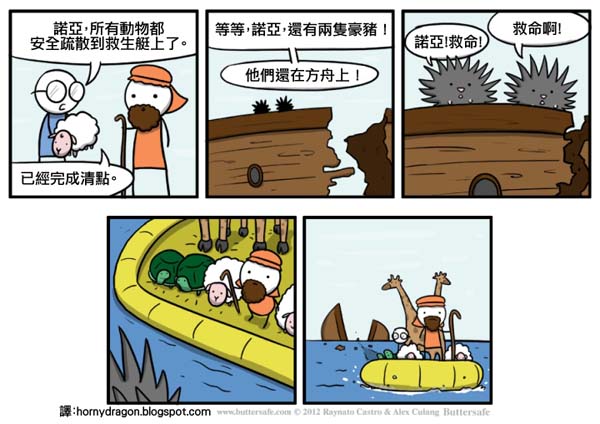 諾亞，所有動物都
安全疏散到救生艇上了。
已經完成清點。
等等，諾亞，還有兩隻豪豬！
他們還在方舟上！
諾亞！救命！
救命啊！
譯：hornydragon.blogspot.com
www.buttersafe.com © 2012 Raynato Castro & Alex Culang Buttersafe